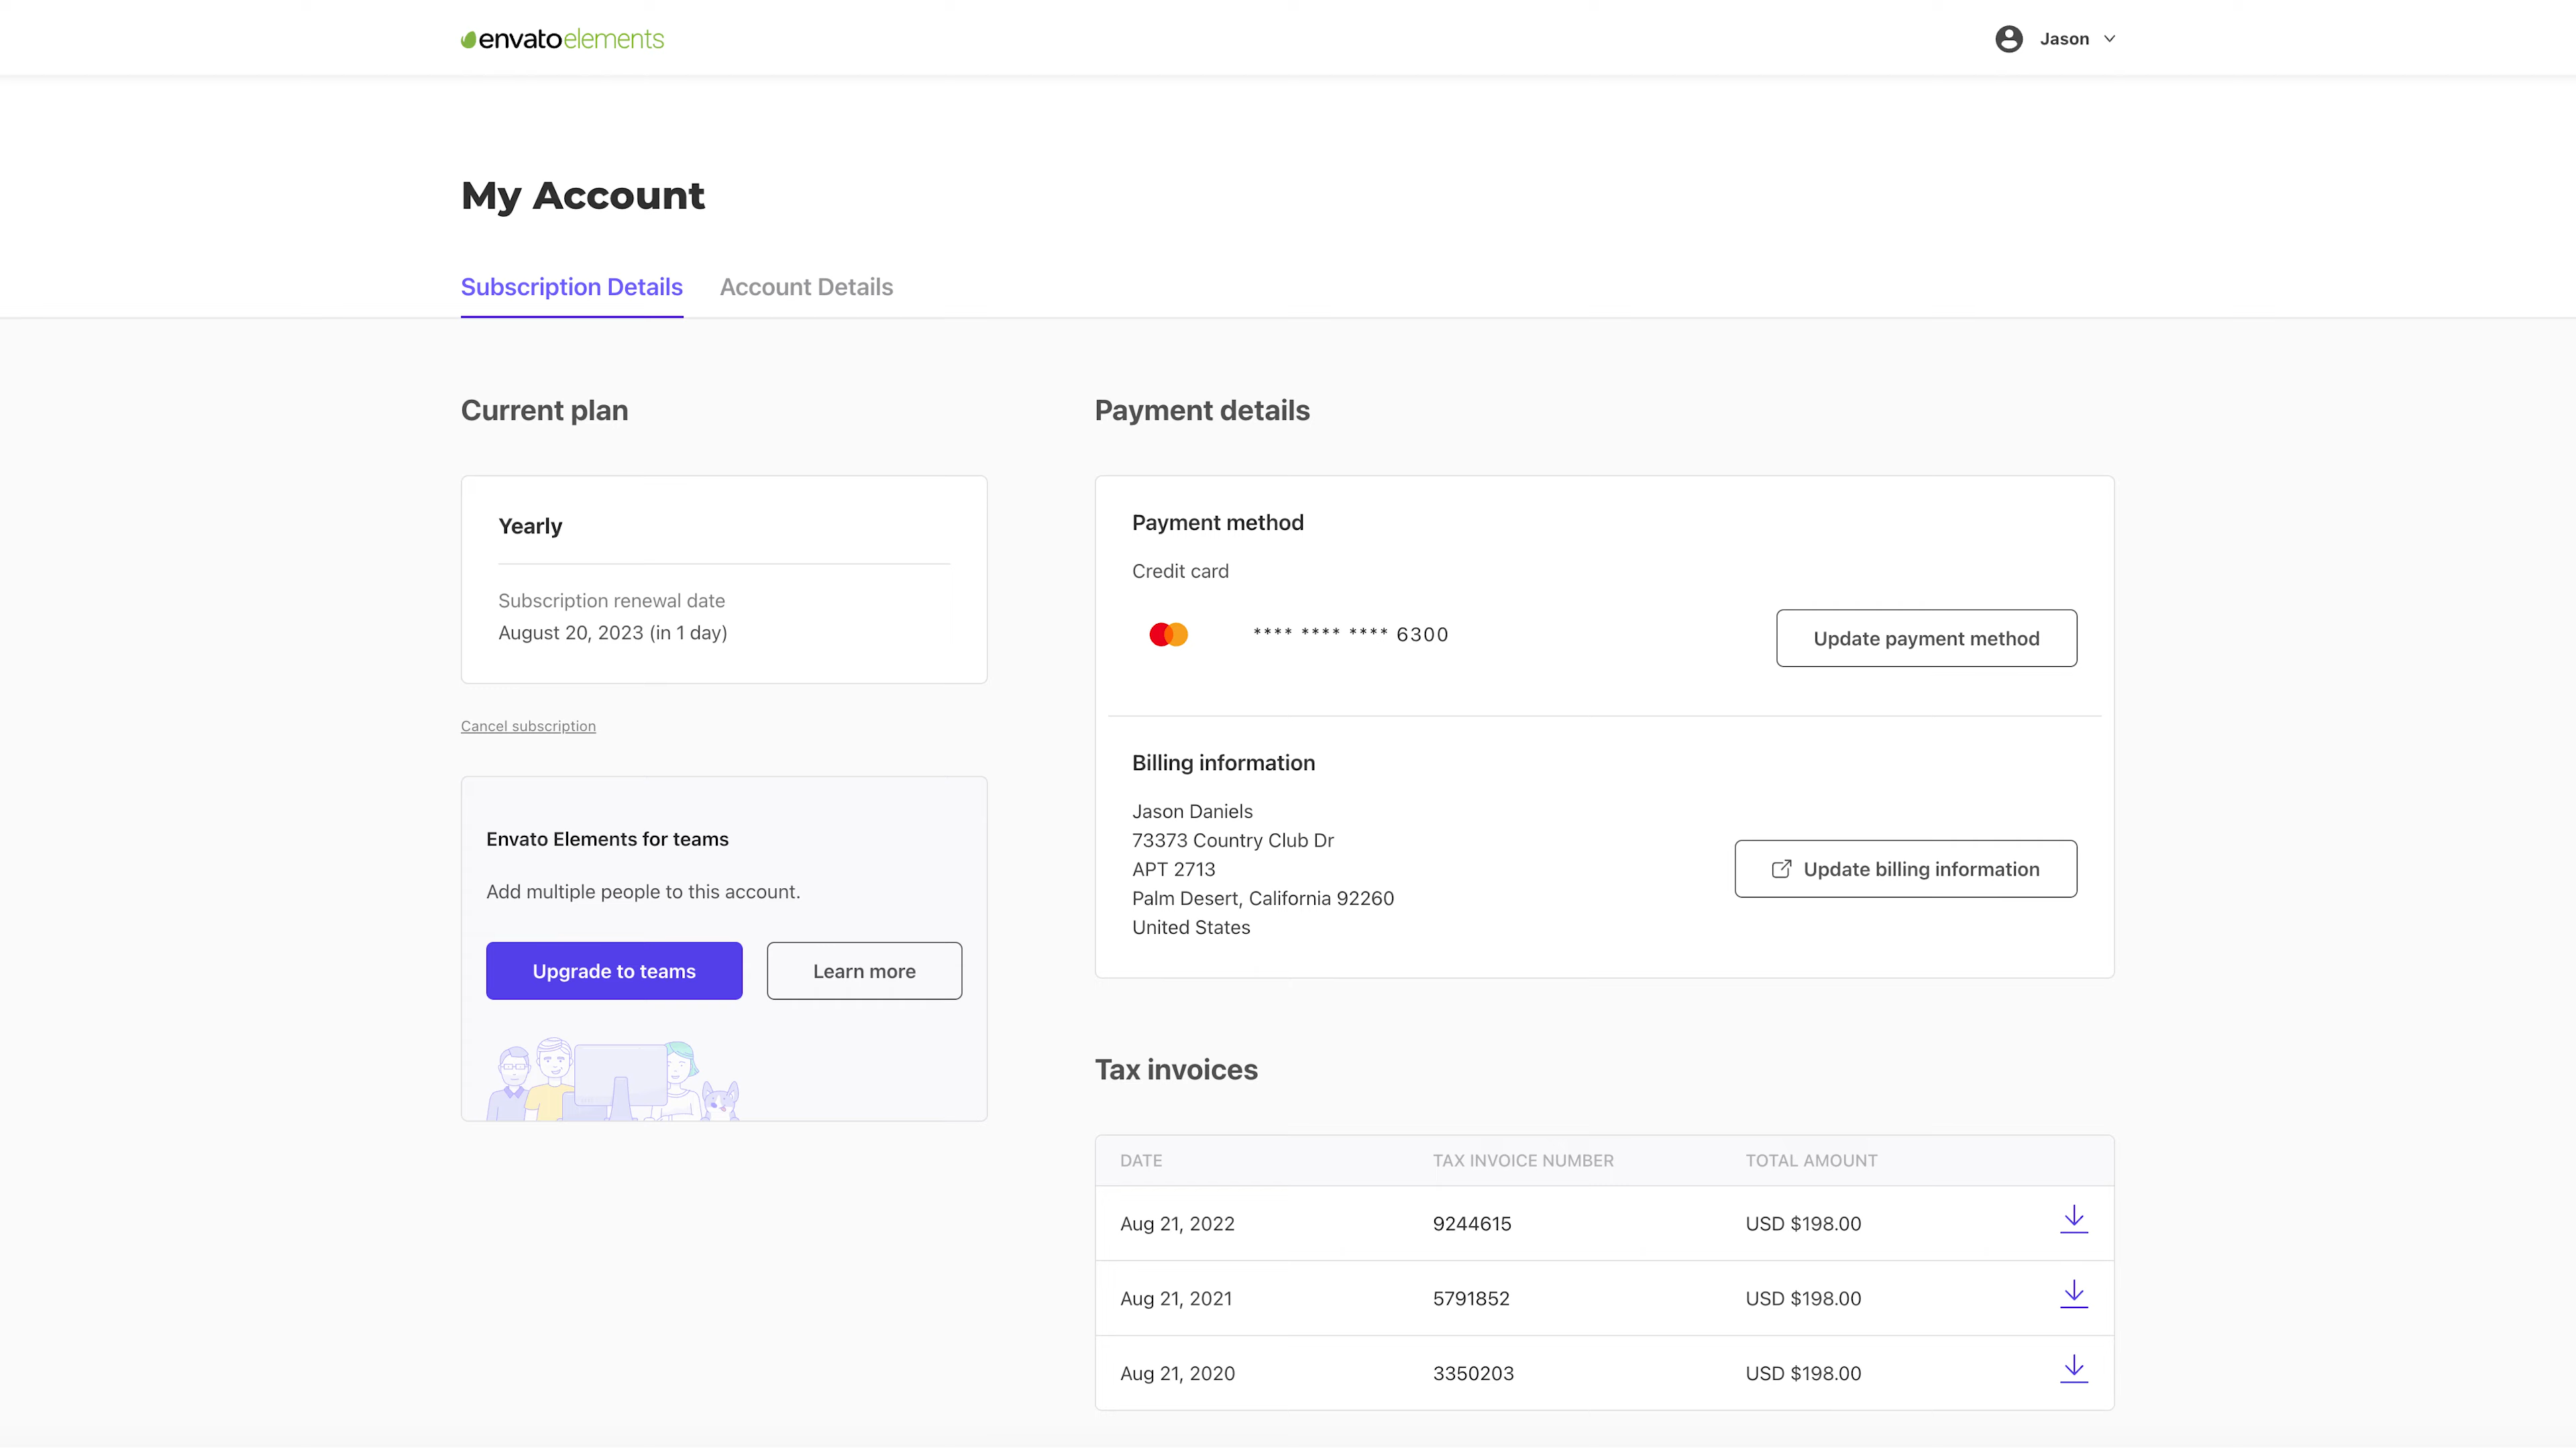 envatoelements
Jason
My Account
Subscription Details
Account Details
Current plan
Yearly
Subscription renewal date
August 20, 2023 (in 1 day)
Cancel subscription
Envato Elements for teams
Add multiple people to this account.
Upgrade to teams
Learn more
Payment details
Payment method
Credit card
**** **** **** 6300
Update payment method
Billing information
Jason Daniels
73373 Country Club Dr
APT 2713
Palm Desert, California 92260
United States
Update billing information
Tax invoices
DATE TAX INVOICE NUMBER TOTAL AMOUNT
Aug 21, 2022 9244615 USD $198.00
Aug 21, 2021 5791852 USD $198.00
Aug 21, 2020 3350203 USD $198.00